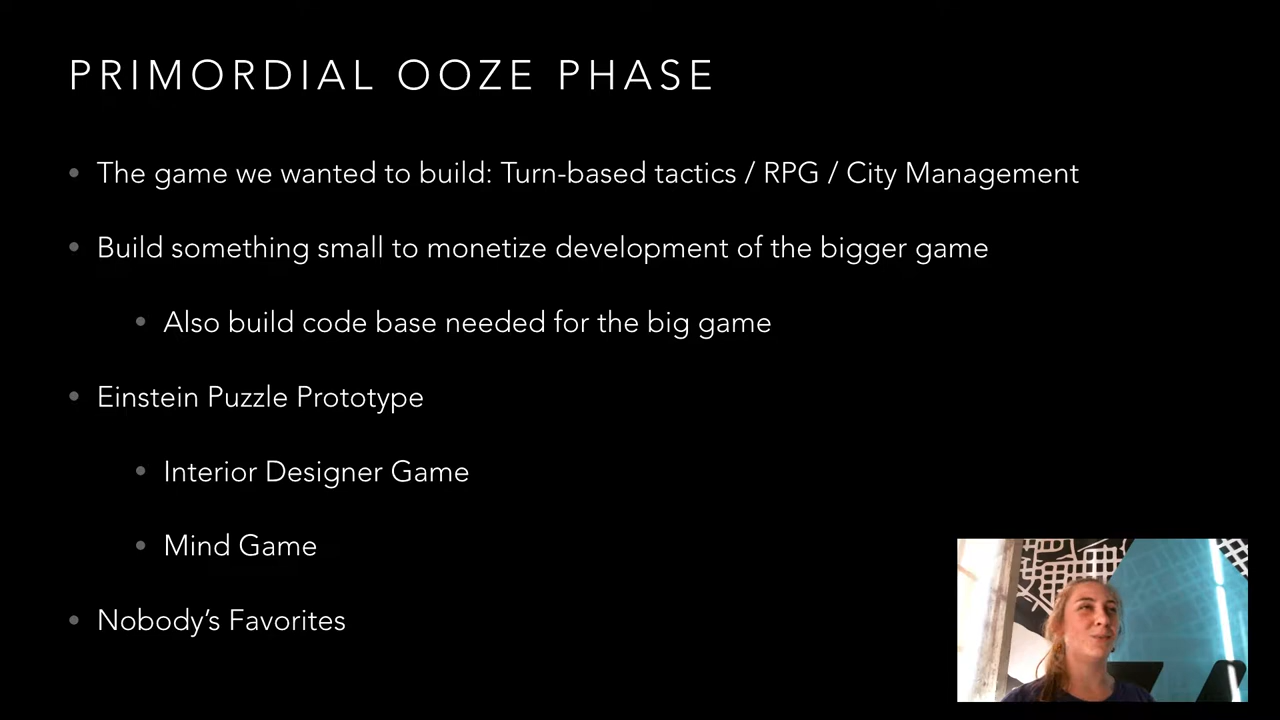 PRIMORDIAL OOZE PHASE
The game we wanted to build: Turn-based tactics / RPG / City Management
Build something small to monetize development of the bigger game
Also build code base needed for the big game
Einstein Puzzle Prototype
Interior Designer Game
Mind Game
Nobody’s Favorites